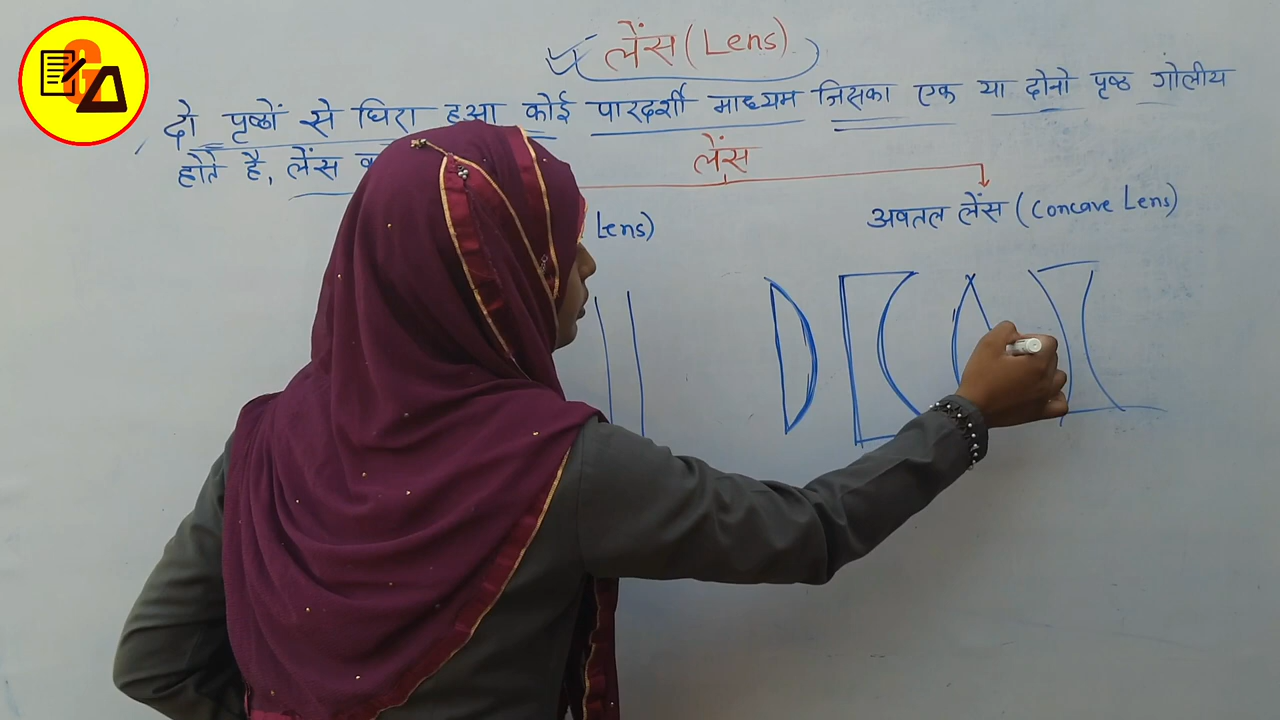 लेंस (Lens)
दो पृष्ठों से घिरा हुआ कोई पारदर्शी माध्यम जिसका एक या दोनो पृष्ठ गोलीय
होते है, लेंस
लेंस
Lens)
अवतल लेंस (Concave Lens)